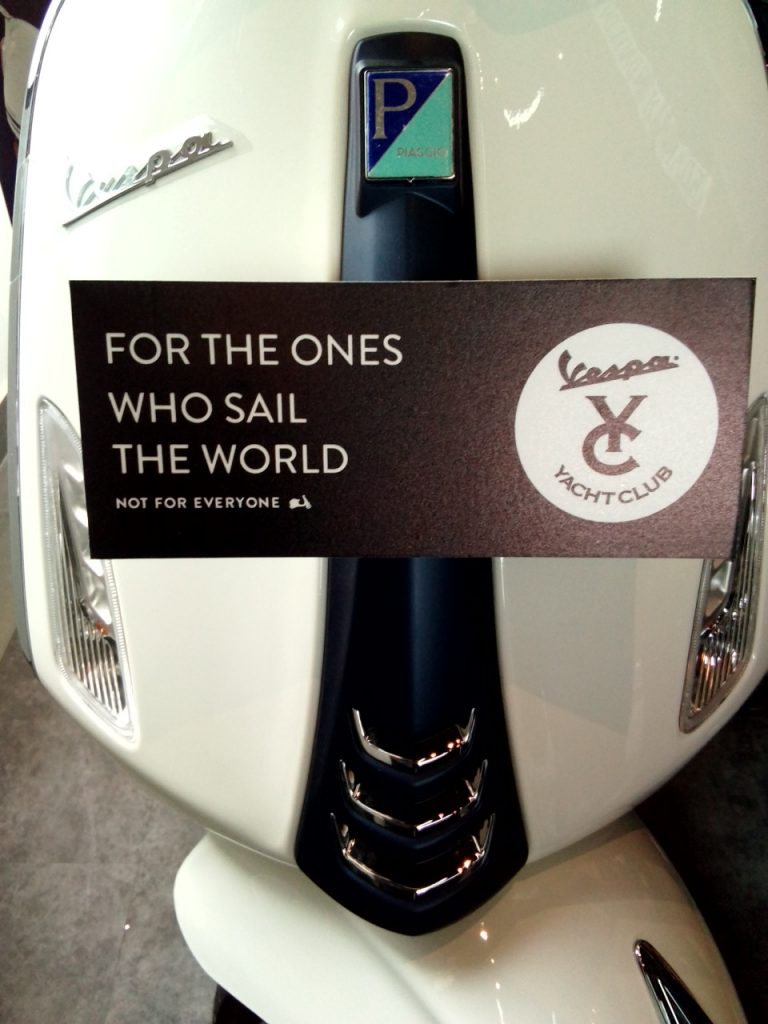 P
PIAGGIO
Vespa
FOR THE ONES
WHO SAIL
THE WORLD
NOT FOR EVERYONE
Vespa
YC
YACHT CLUB